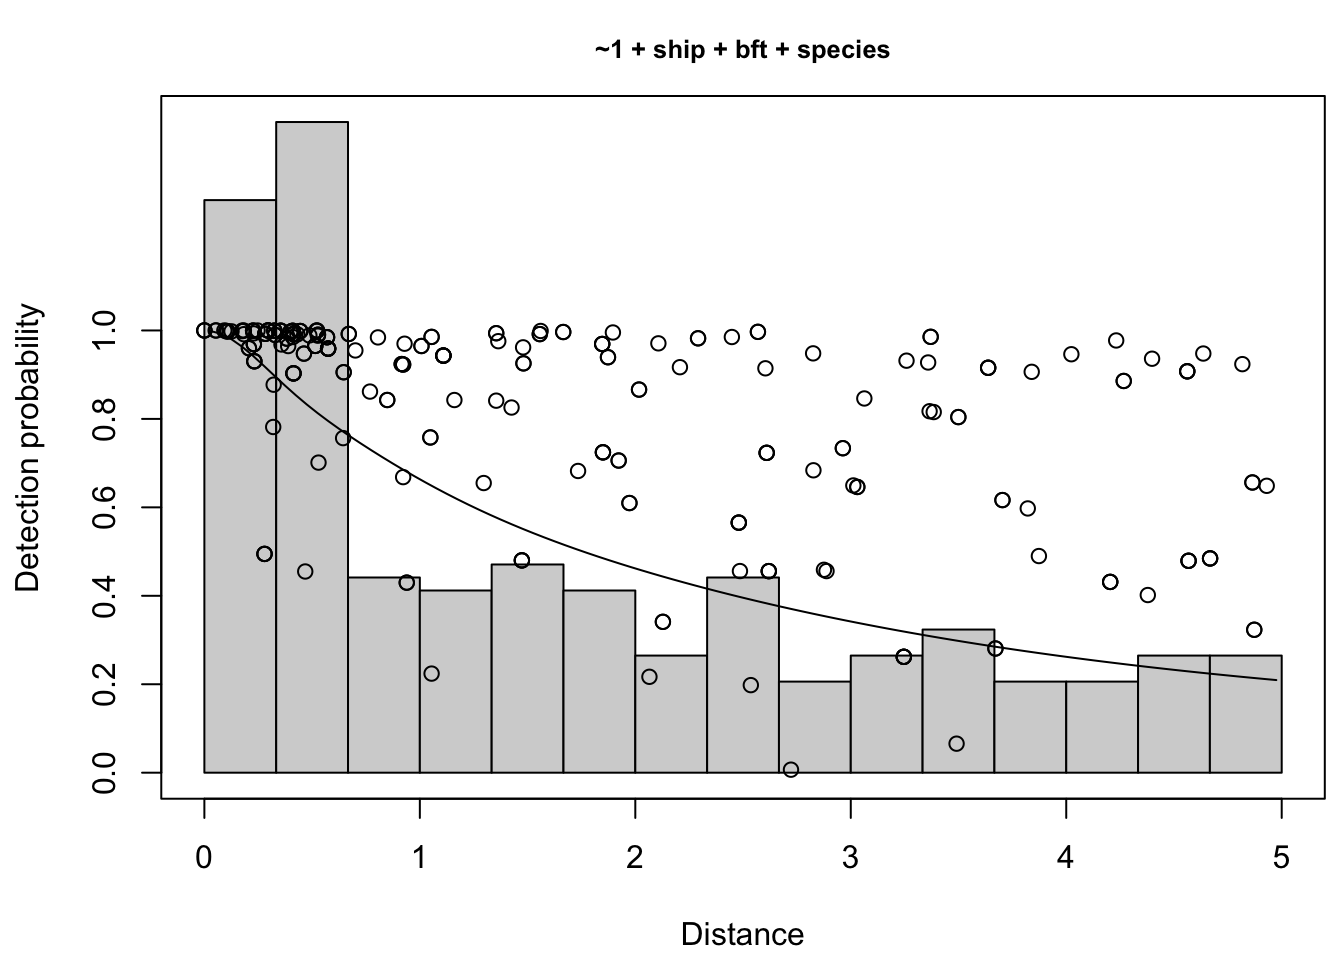 ~1 + ship + bft + species
Detection probability
1.0
0.8
0.6
0.4
0.2
0.0
0 1 2 3 4 5
Distance